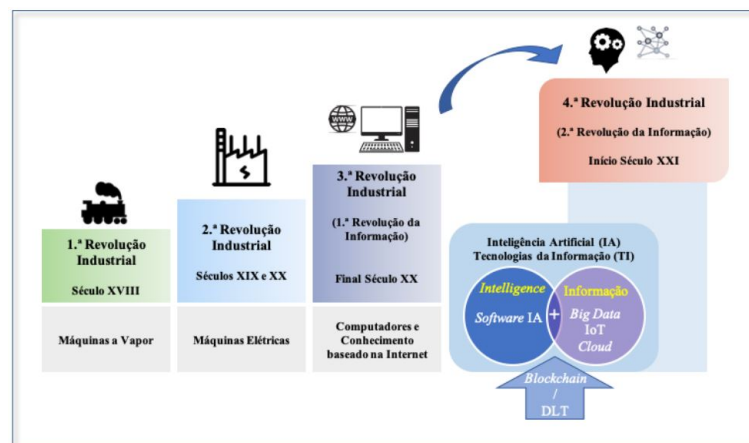 WWW
1.ª Revolução
Industrial
Século XVIII
Máquinas a Vapor
2.ª Revolução
Industrial
Séculos XIX e XX
Máquinas Elétricas
3.ª Revolução
Industrial
(1.ª Revolução da
Informação)
Final Século XX
Computadores e
Conhecimento
baseado na Internet
4.ª Revolução Industrial
(2.ª Revolução da Informação)
Início Século XXI
Inteligência Artificial (IA)
Tecnologias da Informação (TI)
Intelligence
Software IA
+
Informação
Big Data
IoT
Cloud
Blockchain
/
DLT